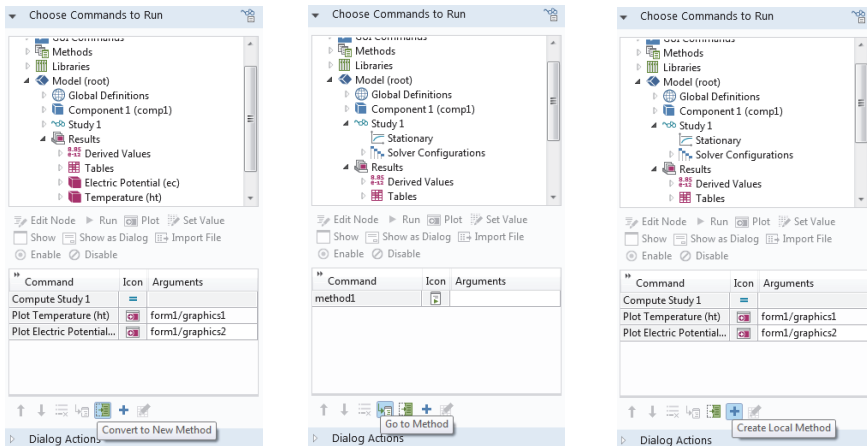 Choose Commands to Run
GUI Commands
Methods
Libraries
Model (root)
Global Definitions
Component 1 (comp1)
Study 1
Results
Derived Values
Tables
Electric Potential (ec)
Temperature (ht)
Edit Node Run Plot Set Value
Show Show as Dialog Import File
Enable Disable
Command Icon Arguments
Compute Study 1 =
Plot Temperature (ht) form1/graphics1
Plot Electric Potential... form1/graphics2
Convert to New Method
Dialog Actions
Choose Commands to Run
GUI Commands
Methods
Libraries
Model (root)
Global Definitions
Component 1 (comp1)
Study 1
Stationary
Solver Configurations
Results
Derived Values
Tables
Edit Node Run Plot Set Value
Show Show as Dialog Import File
Enable Disable
Command Icon Arguments
method1
Go to Method
Dialog Actions
Choose Commands to Run
Methods
Libraries
Model (root)
Global Definitions
Component 1 (comp1)
Study 1
Stationary
Solver Configurations
Results
Derived Values
Tables
Edit Node Run Plot Set Value
Show Show as Dialog Import File
Enable Disable
Command Icon Arguments
Compute Study 1 =
Plot Temperature (ht) form1/graphics1
Plot Electric Potential... form1/graphics2
Create Local Method
Dialog Actions